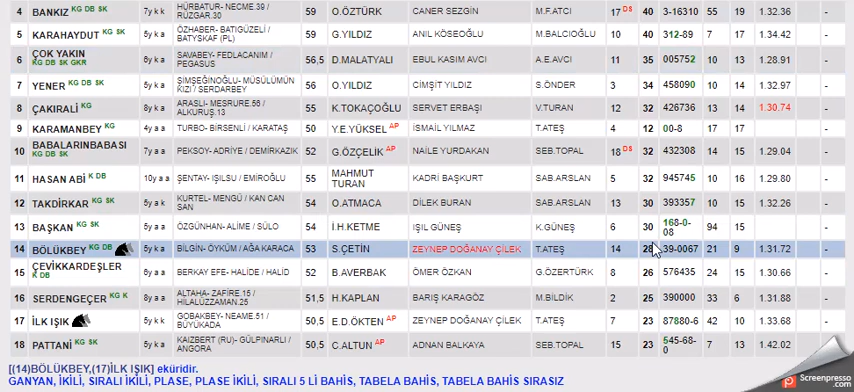 4 BANKIZ KG DB SK 7y k k HÜRBATUR- NECME.39 / RÜZGAR.30 59 O.ÖZTÜRK CANER SEZGİN M.F.ATCI 17 DS 40 3-16310 55 19 1.32.36 -
5 KARAHAYDUT KG SK 5y k a ÖZHABER- BATIGÜZELİ / BATYSKAF (PL) 59 G.YILDIZ ANIL KÖSEOĞLU M.BALCIOĞLU 1 40 312-89 7 17 1.34.42 -
6 ÇOK YAKIN KG DB SK GKR 8y k a SAVABEY- FEDLACANIM / PEGASUS 56,5 D.MALATYALI EBUL KASIM AVCI A.E.AVCI 11 35 005752 10 13 1.28.91 -
7 YENER KG DB SK 5y k a ŞİMŞEĞİNOĞLU- MÜSÜLÜMÜN KIZI / SERDARBEY 56 O.YILDIZ CİMŞİT YILDIZ S.ÖNDER 3 34 458090 10 14 1.32.97 -
8 ÇAKIRALİ KG 8y k a ARASLI- MESRURE.56 / ALKURUŞ.13 55 K.TOKAÇOĞLU SERVET ERBAŞI V.TURAN 12 32 426736 13 14 1.30.74 -
9 KARAMANBEY KG 4y a a TURBO- BİRSENLİ / KARATAŞ 50 Y.E.YÜKSEL AP İSMAİL YILMAZ T.ATEŞ 4 12 00-8 17 17 -
10 BABALARINBABASI KG DB SK 7y a a PEKSOY- ADRİYE / DEMİRKAZIK 52 G.ÖZÇELİK AP NAİLE YURDAKAN SEB.TOPAL 18 DS 32 432308 14 15 1.29.04 -
11 HASAN ABİ K DB 10y a a ŞENTAY- IŞILSU / EMİROĞLU 55 MAHMUT TURAN KADRİ BAŞKURT SAB.ARSLAN 5 32 945745 10 16 1.29.80 -
12 TAKDİRKAR KG SK 5y a k KURTEL- MENGÜ / KAN CAN SAN 54 O.ATMACA DİLEK BURAN SAB.ARSLAN 13 30 393357 10 15 1.32.26 -
13 BAŞKAN KG SK 5y a a ÖZGÜNHAN- ALİME / SÜLO 54 İ.H.KETME IŞIL GÜNEŞ K.GÜNEŞ 6 30 168-0-08 94 15 -
14 BÖLÜKBEY KG DB 5y k a BİLGİN- ÖYKÜM / AĞA KARACA 53 S.ÇETİN ZEYNEP DOĞANAY ÇİLEK T.ATEŞ 14 28 39-0067 21 9 1.31.72 -
15 ÇEVİKKARDEŞLER K DB 8y a a BERKAY EFE- HALİDE / HALİD 52 B.AVERBAK ÖMER ÖZKAN G.ÖZERTÜRK 8 26 576435 24 15 1.30.66 -
16 SERDENGEÇER KG K 8y a a ALTAHA- ZAFİRE.15 / HİLALÜZZAMAN.25 51,5 H.KAPLAN BARIŞ KARAGÖZ M.BİLDİK 2 25 390000 33 6 1.31.88 -
17 İLK IŞIK 5y k k GOBAKBEY- NEAME.51 / BÜYÜKADA 50,5 E.D.ÖKTEN AP ZEYNEP DOĞANAY ÇİLEK T.ATEŞ 7 23 87880-6 42 10 1.33.68 -
18 PATTANİ KG SK 5y k a KAIZBERT (RU)- GÜLPINARLI / ANGORA 50,5 C.ALTUN AP ADNAN BALKAYA SEB.TOPAL 15 23 545-68-0 7 13 1.42.02
[(14)BÖLÜKBEY,(17)İLK IŞIK] eküridir.
GANYAN, İKİLİ, SIRALI İKİLİ, PLASE, PLASE İKİLİ, SIRALI 5 Lİ BAHİS, TABELA BAHİS, TABELA BAHİS SIRASIZ
Screenpresso
.com